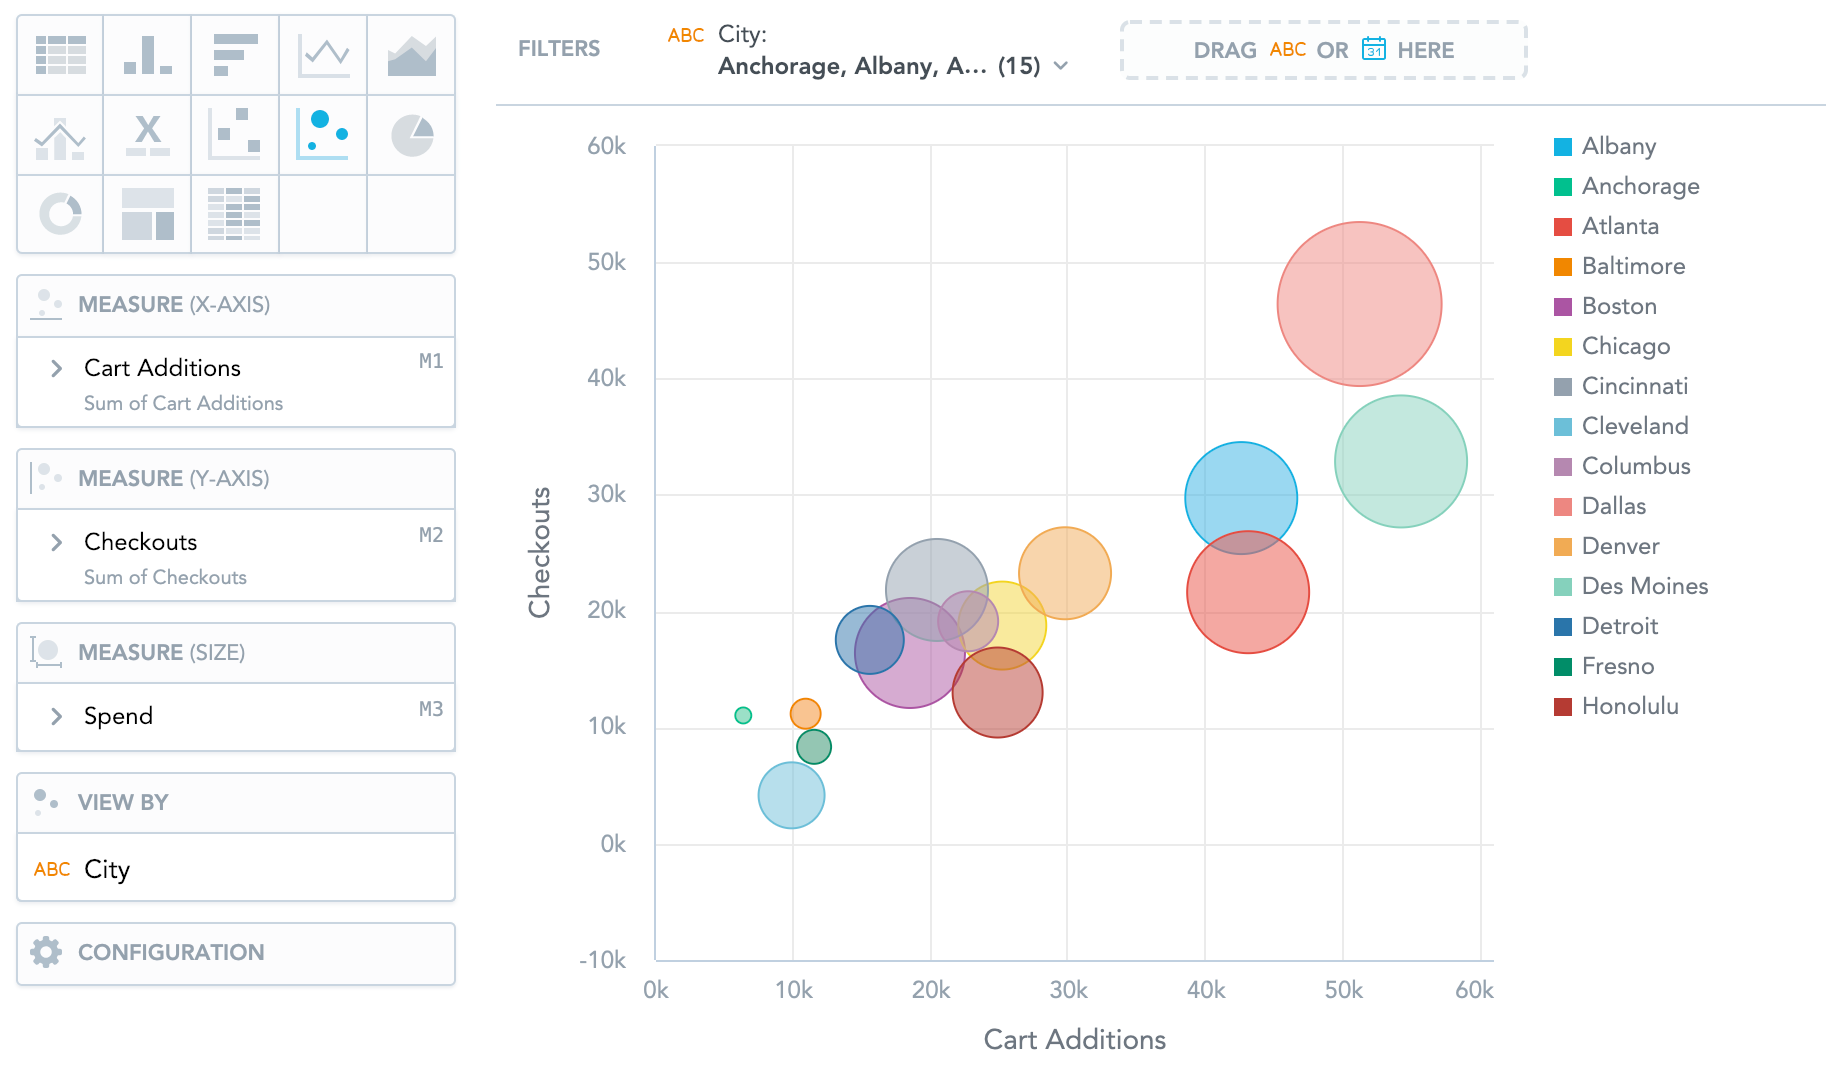 FILTERS
ABC City:
Anchorage, Albany, A... (15)
DRAG ABC OR 31 HERE
X
MEASURE (X-AXIS)
Cart Additions M1
Sum of Cart Additions
MEASURE (Y-AXIS)
Checkouts M2
Sum of Checkouts
MEASURE (SIZE)
Spend M3
VIEW BY
ABC City
CONFIGURATION
Checkouts
60k
50k
40k
30k
20k
10k
0k
-10k
0k 10k 20k 30k 40k 50k 60k
Cart Additions
Albany
Anchorage
Atlanta
Baltimore
Boston
Chicago
Cincinnati
Cleveland
Columbus
Dallas
Denver
Des Moines
Detroit
Fresno
Honolulu